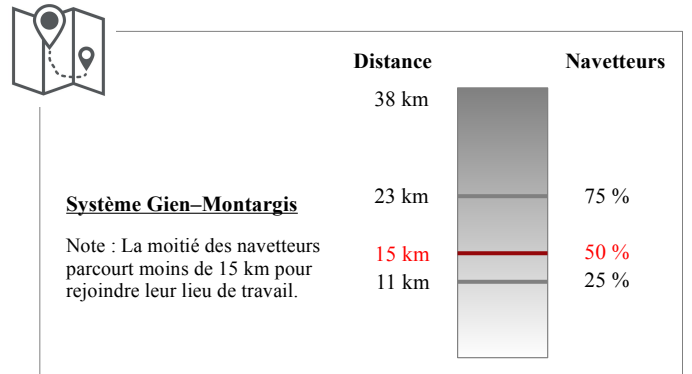 Distance Navetteurs
38 km
Système Gien–Montargis
23 km 75 %
Note : La moitié des navetteurs
parcourt moins de 15 km pour
rejoindre leur lieu de travail.
15 km 50 %
11 km 25 %